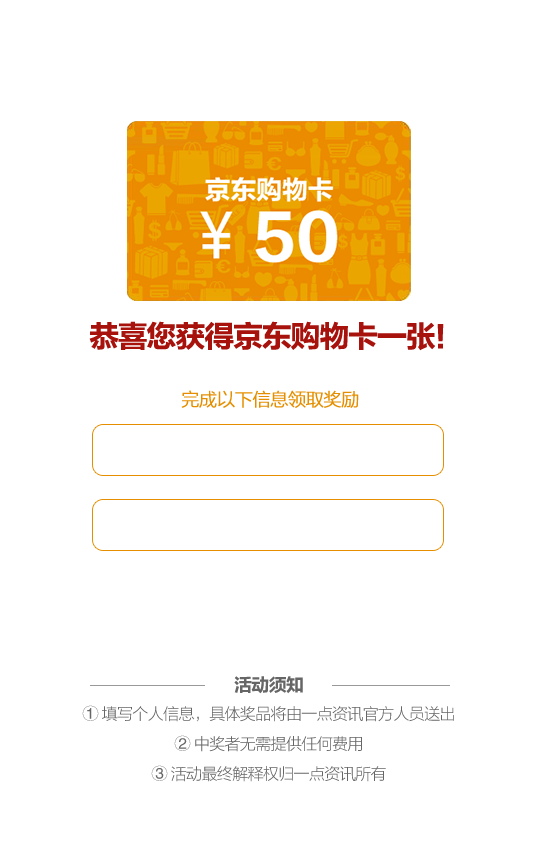 京东购物卡
¥ 50
恭喜您获得京东购物卡一张!
完成以下信息领取奖励
活动须知
① 填写个人信息，具体奖品将由一点资讯官方人员送出
② 中奖者无需提供任何费用
③ 活动最终解释权归一点资讯所有